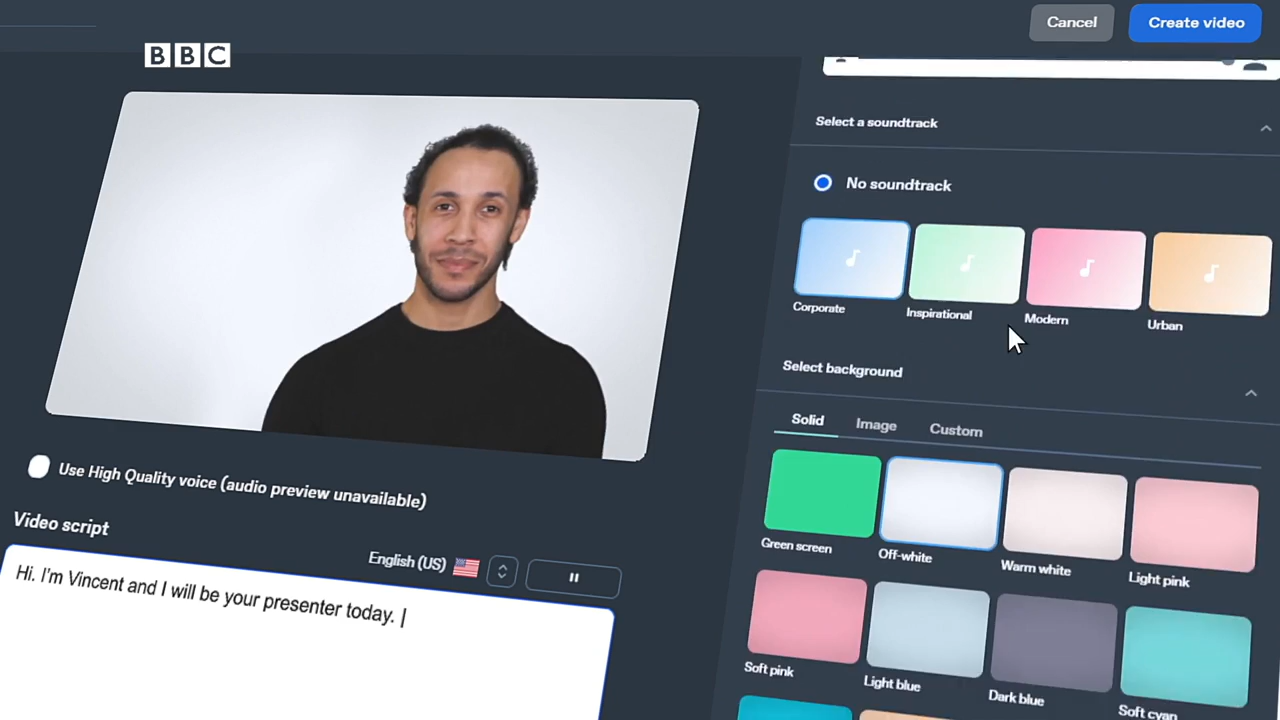 Cancel
Create video
BBC
Select a soundtrack
No soundtrack
Corporate
Inspirational
Modern
Urban
Select background
Solid
Image
Custom
Green screen
Off-white
Warm white
Light pink
Soft pink
Light blue
Dark blue
Soft cyan
Use High Quality voice (audio preview unavailable)
Video script
English (US)
Hi. I'm Vincent and I will be your presenter today.